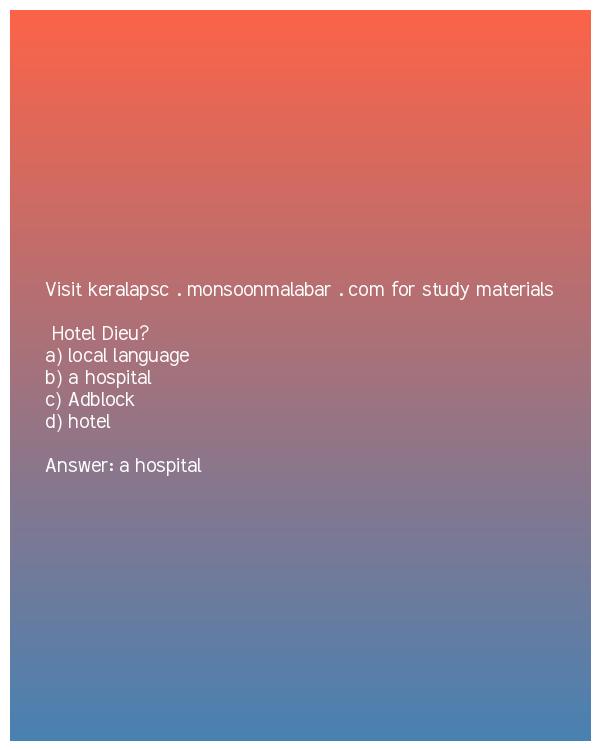 Visit keralapsc . monsoonmalabar . com for study materials
Hotel Dieu?
a) local language
b) a hospital
c) Adblock
d) hotel
Answer: a hospital